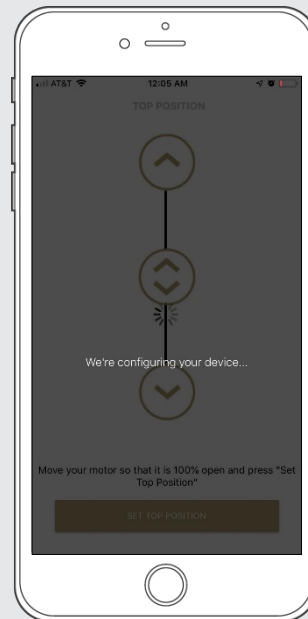 AT&T 12:05 AM
TOP POSITION
We're configuring your device...
Move your motor so that it is 100% open and press "Set
Top Position"
SET TOP POSITION